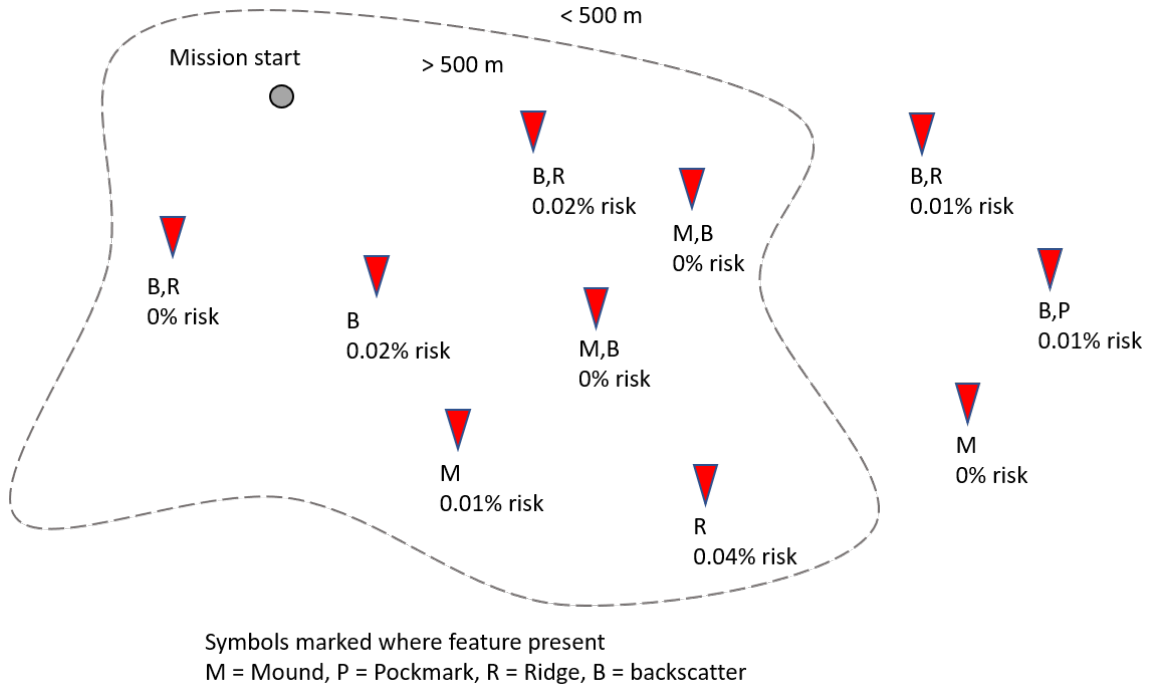 < 500 m
Mission start
> 500 m
B,R
0.02% risk
B,R
0.01% risk
M,B
0% risk
B,R
0% risk
B
0.02% risk
M,B
0% risk
B,P
0.01% risk
M
0.01% risk
M
0% risk
R
0.04% risk
Symbols marked where feature present
M = Mound, P = Pockmark, R = Ridge, B = backscatter